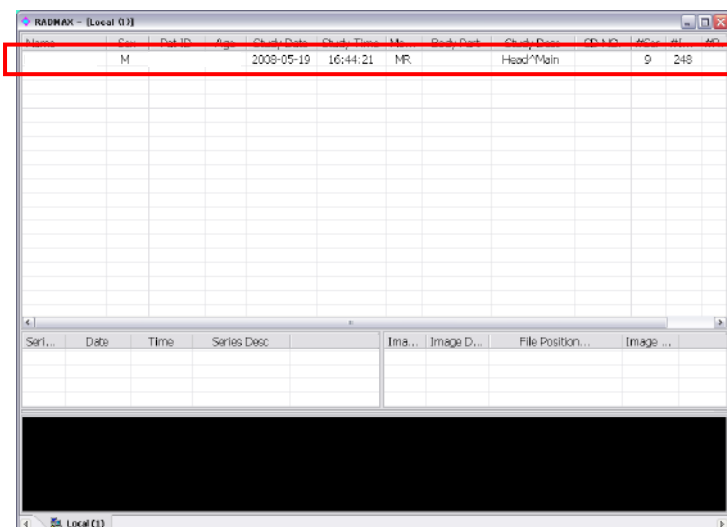 RADMAX - [Local (1)]
Name Sex Pat ID Age Study Date Study Time Mo... Body Part Study Desc CD NO. #Ser #I...
M 2008-05-19 16:44:21 MR Head^Main 9 248
Seri... Date Time Series Desc Ima... Image D... File Position... Image ...
Local (1)